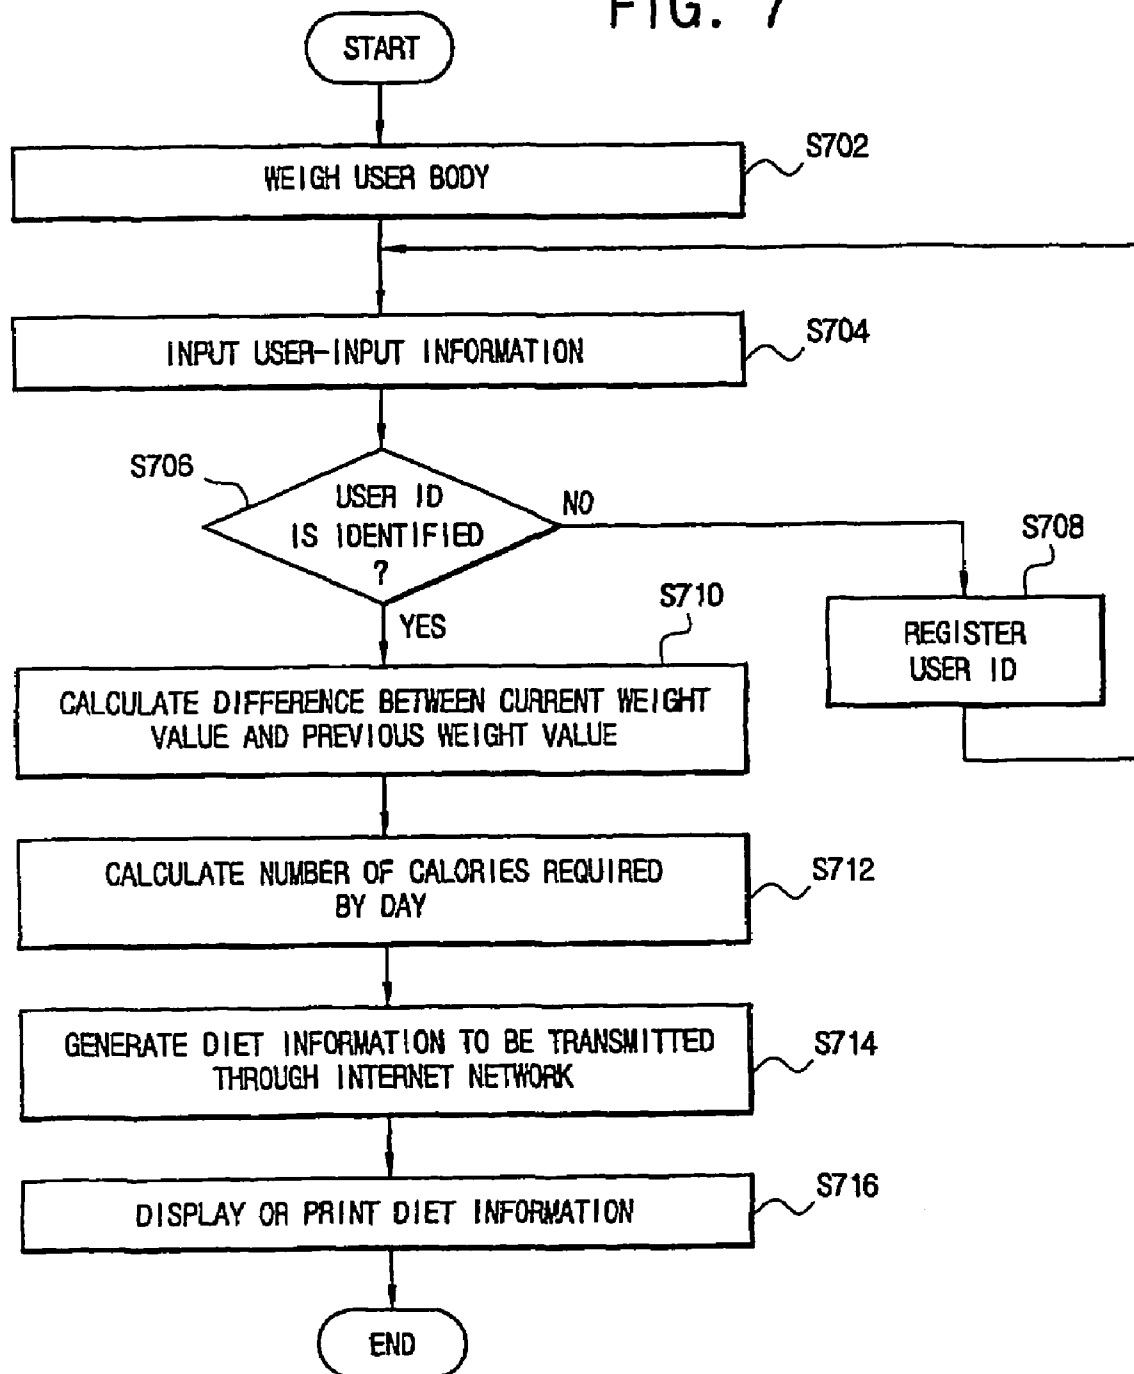 FIG. 7
START
WEIGH USER BODY
S702
INPUT USER-INPUT INFORMATION
S704
S706
USER ID
IS IDENTIFIED
?
NO
YES
S708
REGISTER
USER ID
S710
CALCULATE DIFFERENCE BETWEEN CURRENT WEIGHT
VALUE AND PREVIOUS WEIGHT VALUE
CALCULATE NUMBER OF CALORIES REQUIRED
BY DAY
S712
GENERATE DIET INFORMATION TO BE TRANSMITTED
THROUGH INTERNET NETWORK
S714
DISPLAY OR PRINT DIET INFORMATION
S716
END